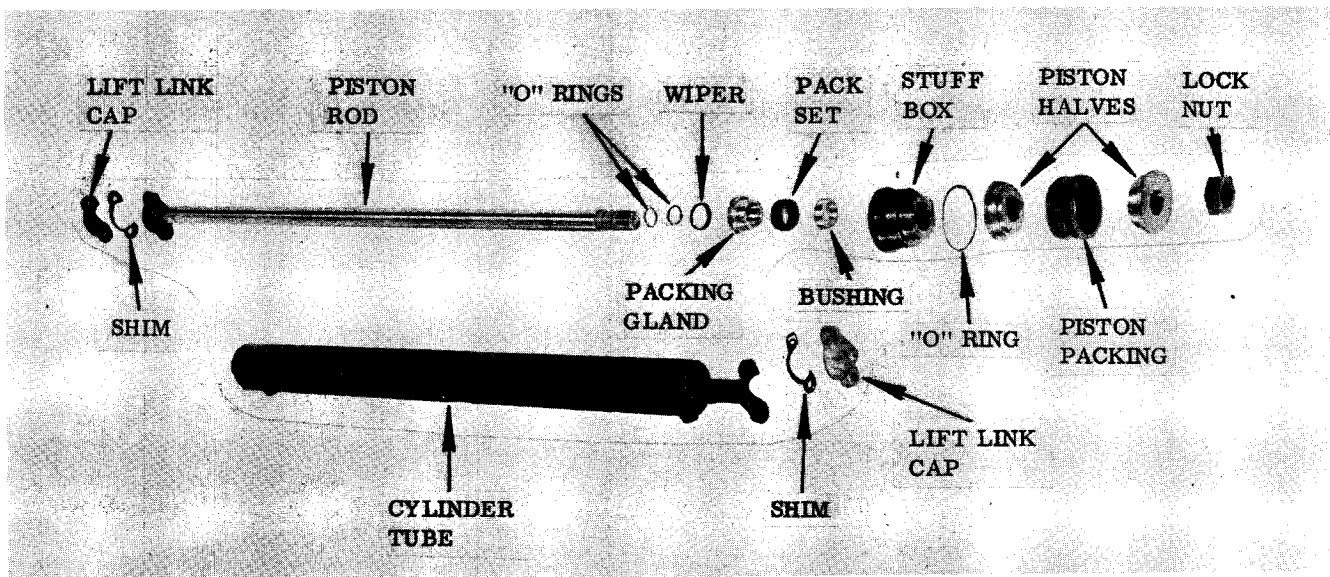 LIFT LINK
CAP
PISTON
ROD
"O" RINGS
WIPER
PACK
SET
STUFF
BOX
PISTON
HALVES
LOCK
NUT
SHIM
PACKING
GLAND
BUSHING
"O" RING
PISTON
PACKING
LIFT LINK
CAP
CYLINDER
TUBE
SHIM